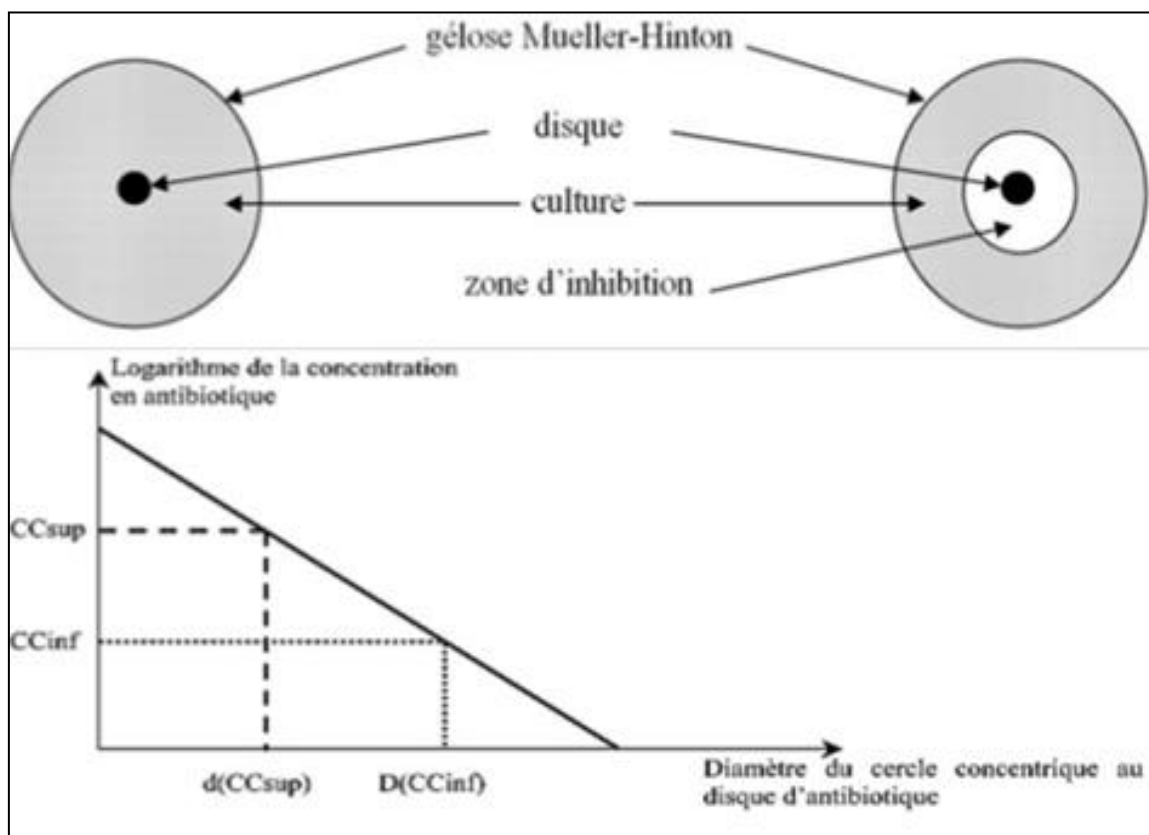 gélose Mueller-Hinton
disque
culture
zone d'inhibition
Logarithme de la concentration
en antibiotique
CCsup
CCinf
d(CCsup)
D(CCinf)
Diamètre du cercle concentrique au
disque d'antibiotique